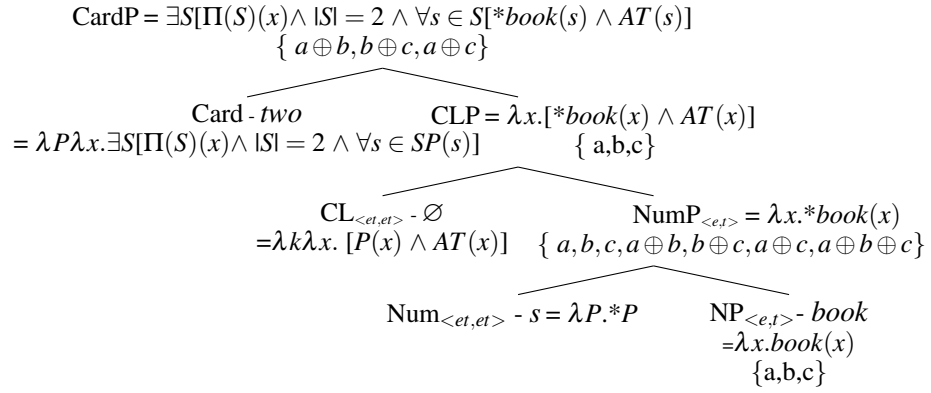 CardP = ∃S[Π(S)(x)∧ |S| = 2 ∧ ∀s ∈ S[*book(s) ∧ AT(s)]
{ a⊕b,b⊕c,a⊕c}
Card - two
= λPλx.∃S[Π(S)(x)∧ |S| = 2 ∧ ∀s ∈ SP(s)]
CLP = λx.[*book(x) ∧ AT(x)]
{ a,b,c}
CL<et,et> - ∅
=λkλx. [P(x) ∧ AT(x)]
NumP<e,t> = λx.*book(x)
{ a,b,c,a⊕b,b⊕c,a⊕c,a⊕b⊕c}
Num<et,et> - s = λP.*P
NP<e,t>- book
=λx.book(x)
{a,b,c}